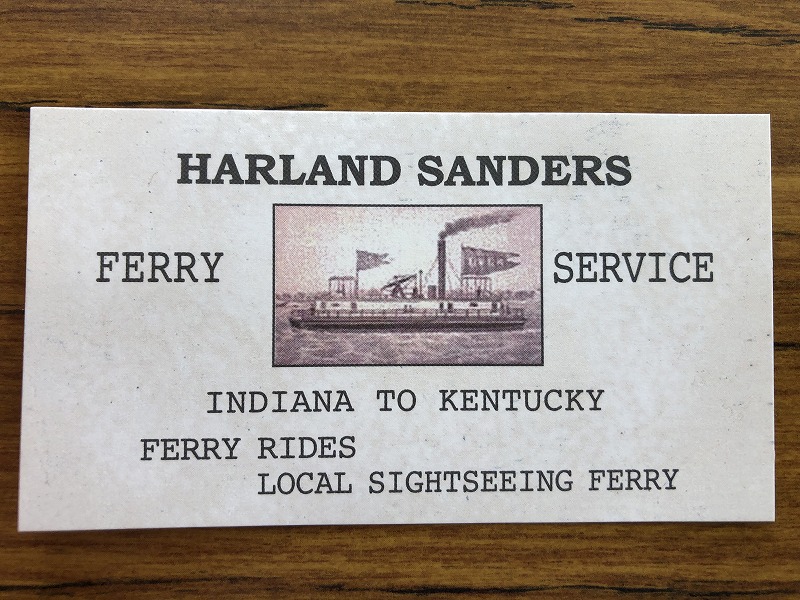 HARLAND SANDERS
FERRY SERVICE
INDIANA TO KENTUCKY
FERRY RIDES
LOCAL SIGHTSEEING FERRY